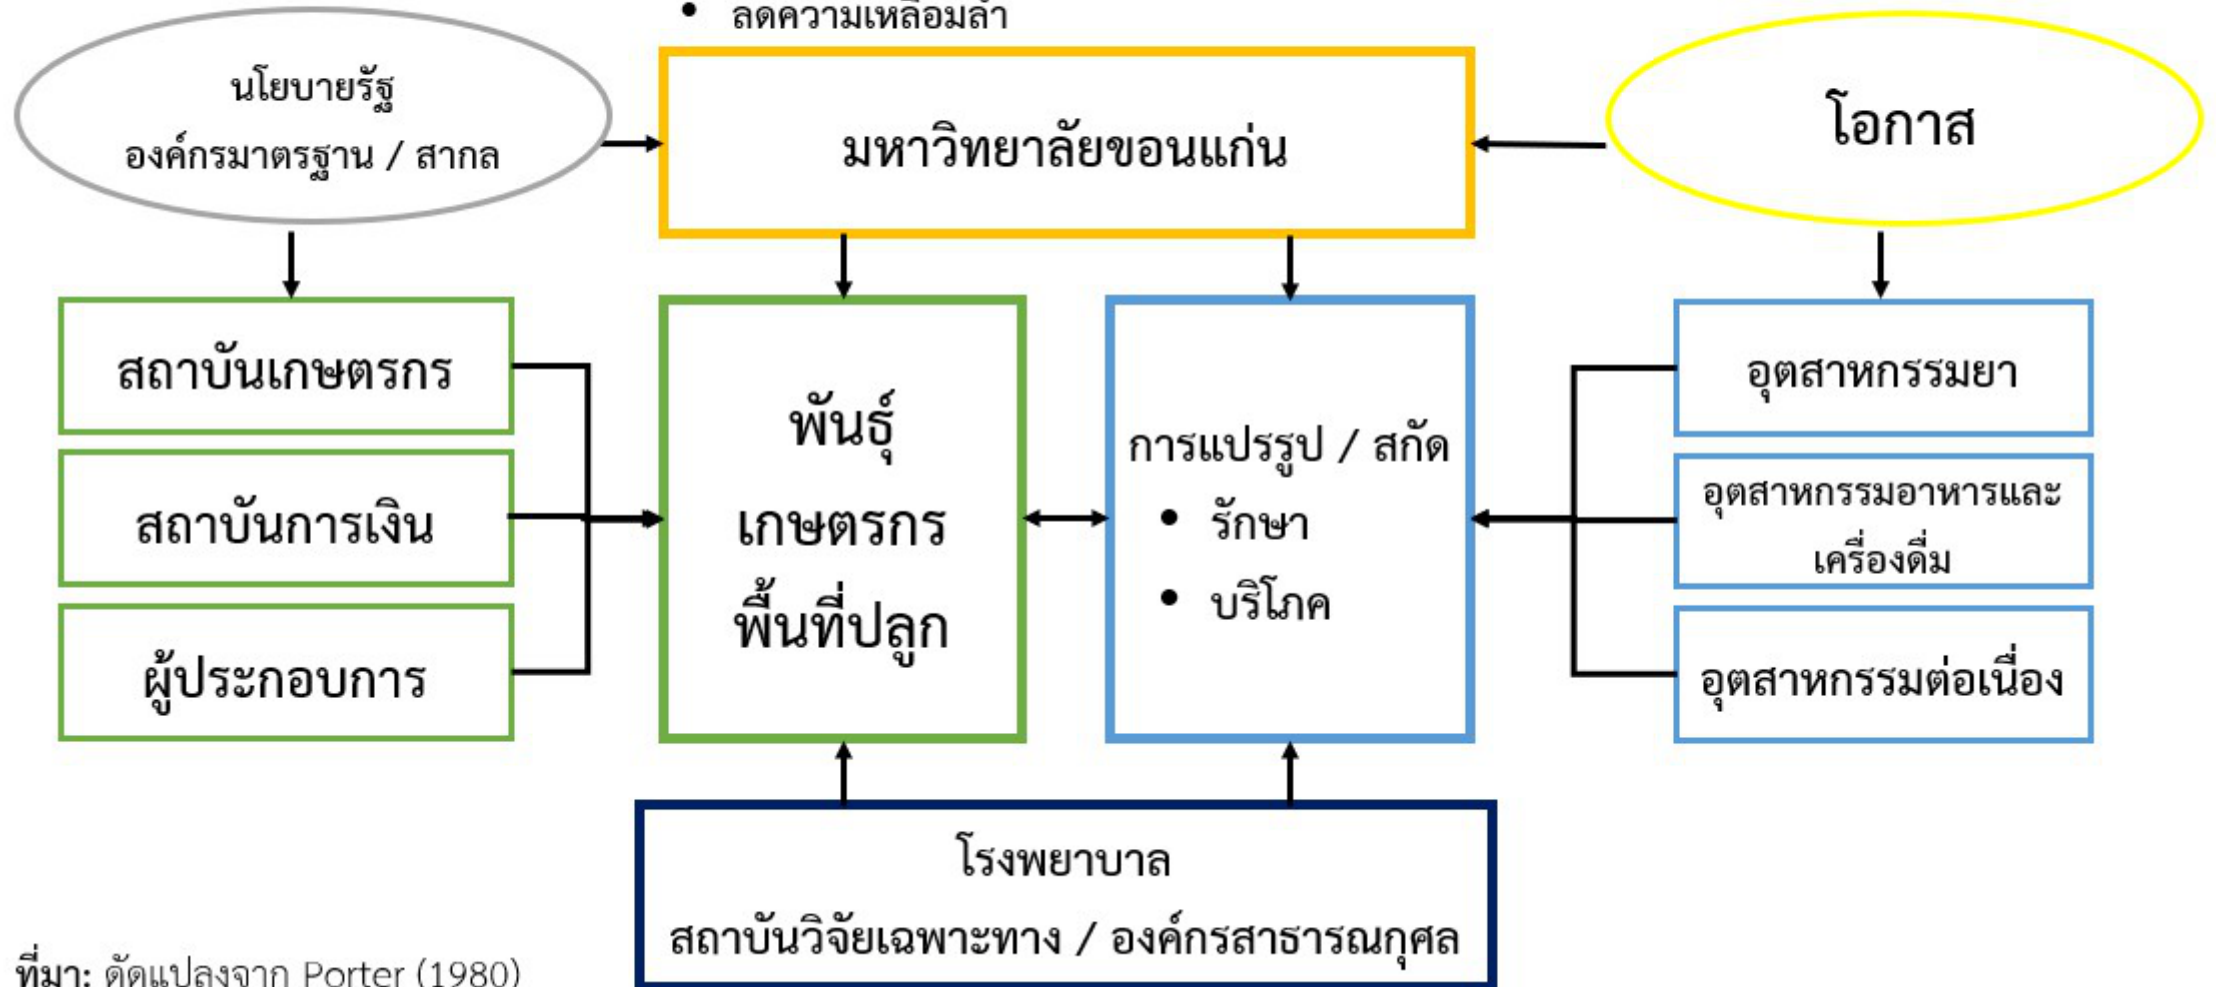 • ลดความเหลื่อมล้ำ
นโยบายรัฐ
องค์กรมาตรฐาน / สากล
มหาวิทยาลัยขอนแก่น
โอกาส
สถาบันเกษตรกร
สถาบันการเงิน
ผู้ประกอบการ
พันธุ์
เกษตรกร
พื้นที่ปลูก
การแปรรูป / สกัด
• รักษา
• บริโภค
อุตสาหกรรมยา
อุตสาหกรรมอาหารและ
เครื่องดื่ม
อุตสาหกรรมต่อเนื่อง
โรงพยาบาล
สถาบันวิจัยเฉพาะทาง / องค์กรสาธารณกุศล
ที่มา: ดัดแปลงจาก Porter (1980)